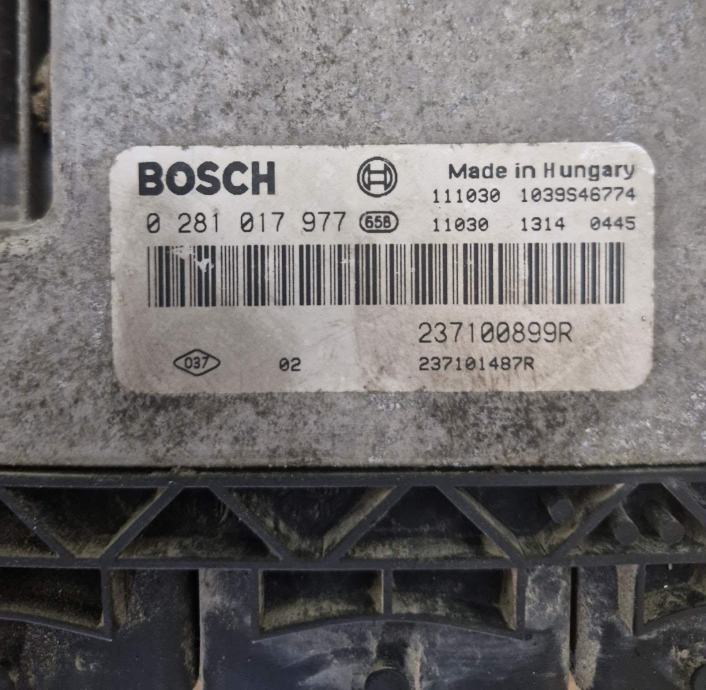 BOSCH Made in Hungary
111030 1039S46774
0 281 017 977 658 11030 1314 0445
237100899R
037 02 237101487R